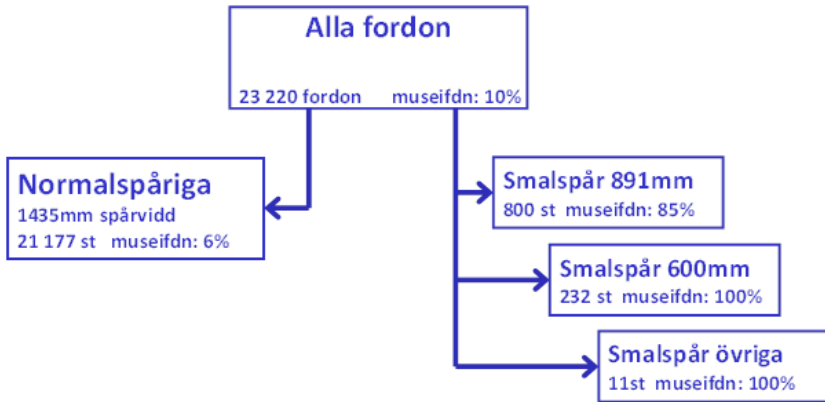 Alla fordon
23 220 fordon museifdn: 10%
Normalspåriga
1435mm spårvidd
21 177 st museifdn: 6%
Smalspår 891mm
800 st museifdn: 85%
Smalspår 600mm
232 st museifdn: 100%
Smalspår övriga
11st museifdn: 100%